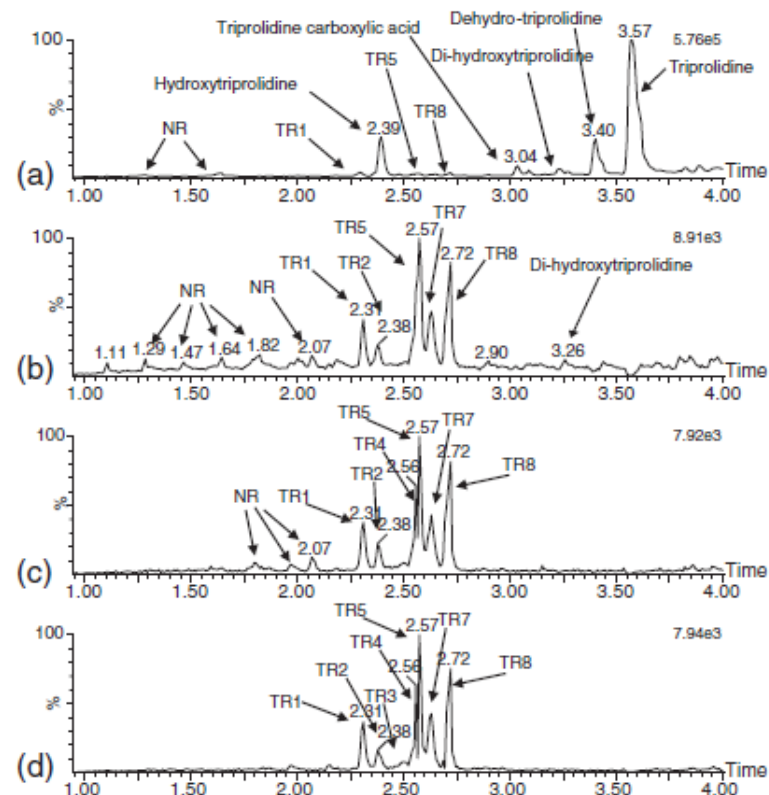 Dehydro-triprolidine
Triprolidine carboxylic acid
3.57
5.76e5
100
TR5
Di-hydroxytriprolidine
Triprolidine
Hydroxytriprolidine
TR8
%
NR
TR1
2.39
3.40
3.04
(a)
Time
1.00 1.50 2.00 2.50 3.00 3.50 4.00
TR7
100
TR5
2.57
8.91e3
2.72
TR8
TR1
TR2
Di-hydroxytriprolidine
NR
NR
2.31
%
2.38
1.11
1.29
1.47
1.64
1.82
2.07
2.90
3.26
(b)
Time
1.00 1.50 2.00 2.50 3.00 3.50 4.00
TR5
TR7
100
2.57
7.92e3
TR4
2.72
TR2
2.56
TR8
NR
TR1
2.31
%
2.38
2.07
(c)
Time
1.00 1.50 2.00 2.50 3.00 3.50 4.00
TR5
TR7
100
2.57
7.94e3
TR4
2.72
TR2
2.56
TR8
TR1
TR3
2.31
%
2.38
(d)
Time
1.00 1.50 2.00 2.50 3.00 3.50 4.00